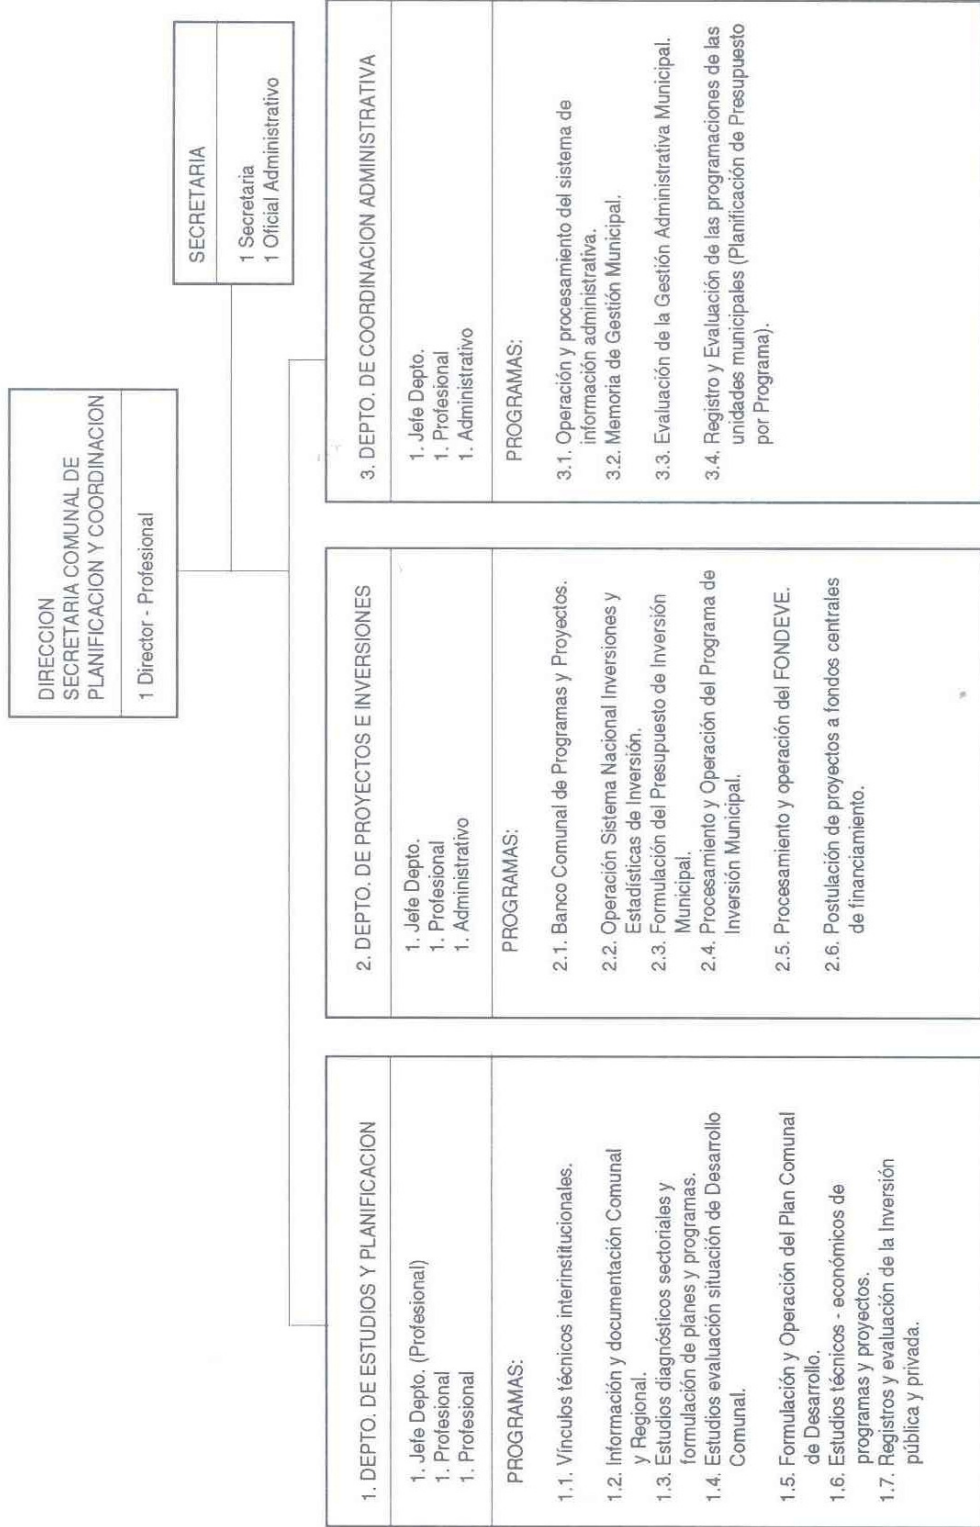 DIRECCION
SECRETARIA COMUNAL DE
PLANIFICACION Y COORDINACION
1 Director - Profesional
SECRETARIA
1 Secretaria
1 Oficial Administrativo
1. DEPTO. DE ESTUDIOS Y PLANIFICACION
1. Jefe Depto. (Profesional)
1. Profesional
1. Profesional
PROGRAMAS:
1.1. Vínculos técnicos interinstitucionales.
1.2. Información y documentación Comunal
y Regional.
1.3. Estudios diagnósticos sectoriales y
formulación de planes y programas.
1.4. Estudios evaluación situación de Desarrollo
Comunal.
1.5. Formulación y Operación del Plan Comunal
de Desarrollo.
1.6. Estudios técnicos - económicos de
programas y proyectos.
1.7. Registros y evaluación de la Inversión
pública y privada.
2. DEPTO. DE PROYECTOS E INVERSIONES
1. Jefe Depto.
1. Profesional
1. Administrativo
PROGRAMAS:
2.1. Banco Comunal de Programas y Proyectos.
2.2. Operación Sistema Nacional Inversiones y
Estadísticas de Inversión.
2.3. Formulación del Presupuesto de Inversión
Municipal.
2.4. Procesamiento y Operación del Programa de
Inversión Municipal.
2.5. Procesamiento y operación del FONDEVE.
2.6. Postulación de proyectos a fondos centrales
de financiamiento.
3. DEPTO. DE COORDINACION ADMINISTRATIVA
1. Jefe Depto.
1. Profesional
1. Administrativo
PROGRAMAS:
3.1. Operación y procesamiento del sistema de
información administrativa.
3.2. Memoria de Gestión Municipal.
3.3. Evaluación de la Gestión Administrativa Municipal.
3.4. Registro y Evaluación de las programaciones de las
unidades municipales (Planificación de Presupuesto
por Programa).